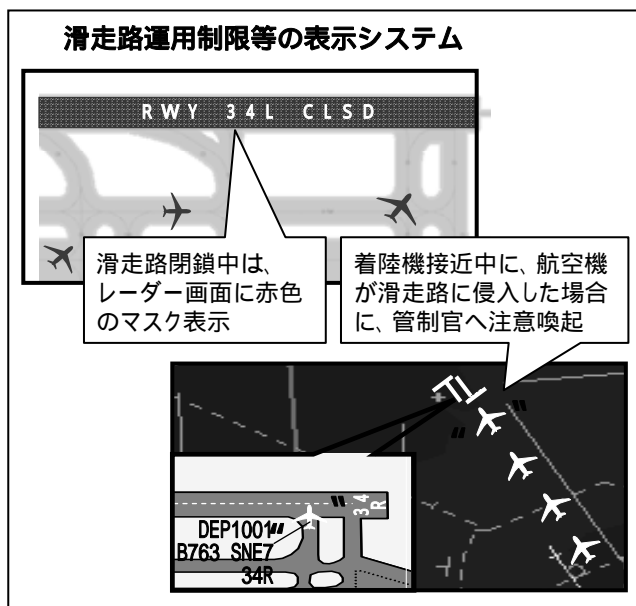 滑走路運用制限等の表示システム
RWY 34L CLSD
滑走路閉鎖中は、
レーダー画面に赤色
のマスク表示
着陸機接近中に、航空機
が滑走路に侵入した場合
に、管制官へ注意喚起
34
R
DEP1001
B763 SNE7
34R